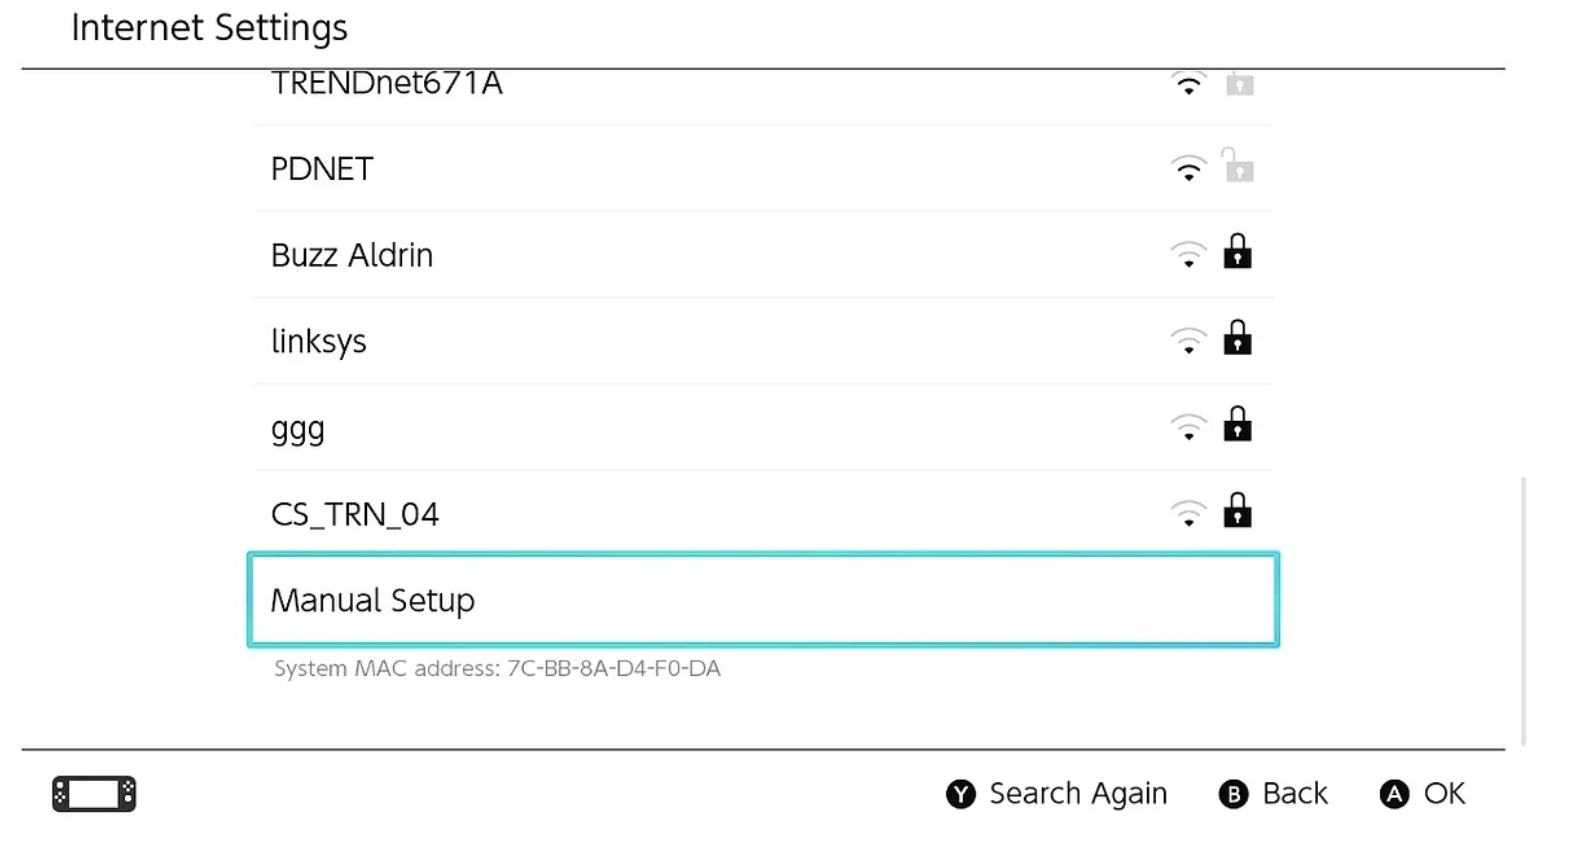 Internet Settings
TRENDnet671A
PDNET
Buzz Aldrin
linksys
ggg
CS_TRN_04
Manual Setup
System MAC address: 7C-BB-8A-D4-F0-DA
Y Search Again B Back A OK